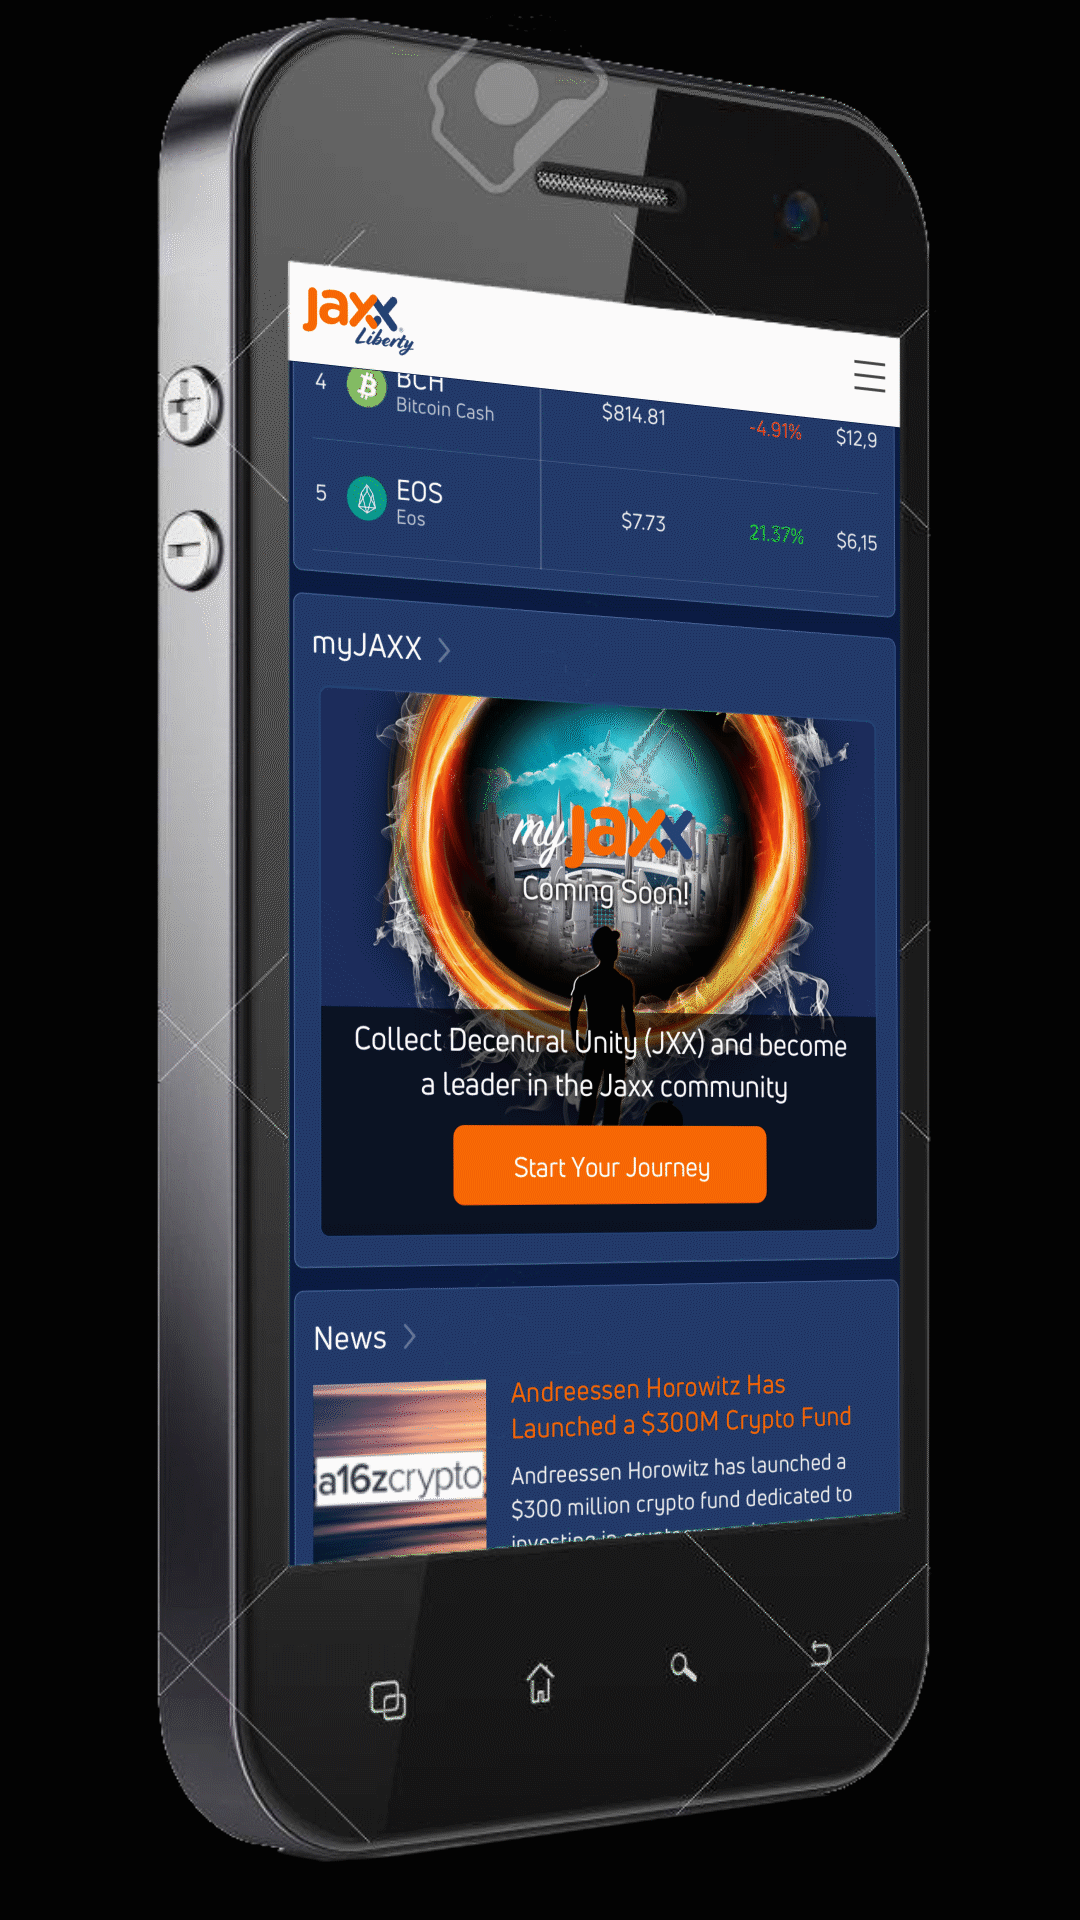 Jaxx
Liberty
4 BCH $814.81 -4.91% $12,9
Bitcoin Cash
5 EOS $7.73 21.37% $6,15
Eos
myJAXX
my Jaxx
Coming Soon!
Collect Decentral Unity (JXX) and become
a leader in the Jaxx community
Start Your Journey
News
a16zcrypto
Andreessen Horowitz Has
Launched a $300M Crypto Fund
Andreessen Horowitz has launched a
$300 million crypto fund dedicated to
investing in